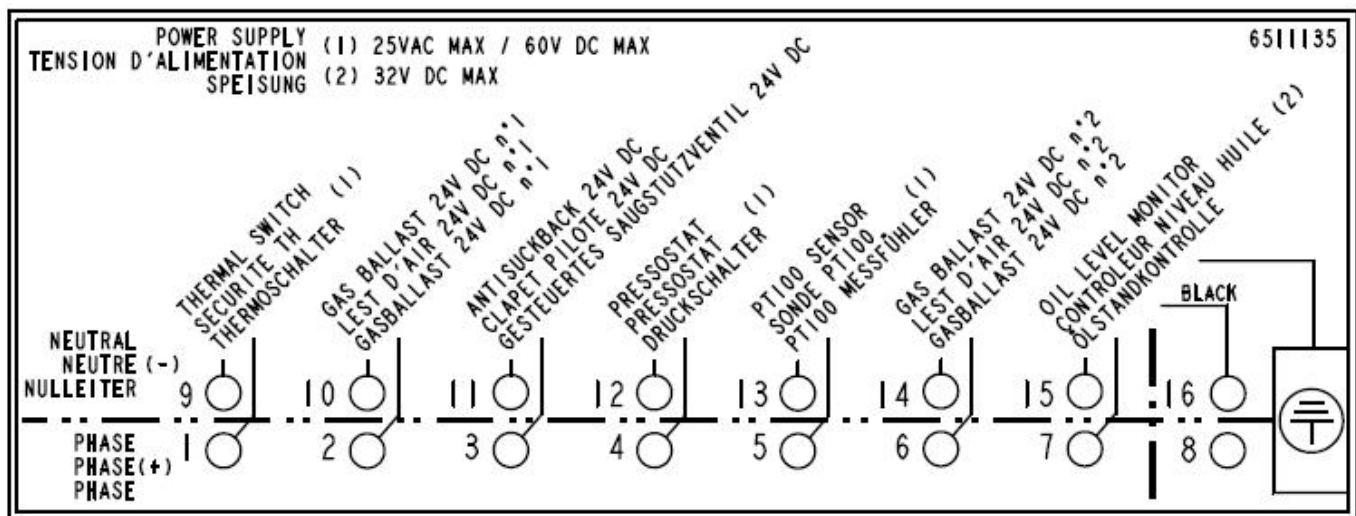 POWER SUPPLY (1) 25VAC MAX / 60V DC MAX
TENSION D'ALIMENTATION
SPEISUNG (2) 32V DC MAX
6511135
THERMAL SWITCH
SECURITE TH (1)
THERMOSCHALTER
GAS BALLAST 24V DC n°1
LEST D'AIR 24V DC n°1
GASBALLAST 24V DC n°1
ANTISUCKBACK 24V DC
CLAPET PILOTE 24V DC
GESTEUERTES SAUGSTUTZVENTIL 24V DC
PRESSOSTAT
PRESSOSTAT (1)
DRUCKSCHALTER
PT100 SENSOR
SONDE PT100. (1)
PT100 MESSFÜHLER
GAS BALLAST 24V DC n°2
LEST D'AIR 24V DC n°2
GASBALLAST 24V DC n°2
OIL LEVEL MONITOR
CONTROLEUR NIVEAU HUILE (2)
ÖLSTANDKONTROLLE
BLACK
NEUTRAL
NEUTRE (-)
NULLEITER
9 10 11 12 13 14 15 16
1 2 3 4 5 6 7 8
PHASE
PHASE(+)
PHASE